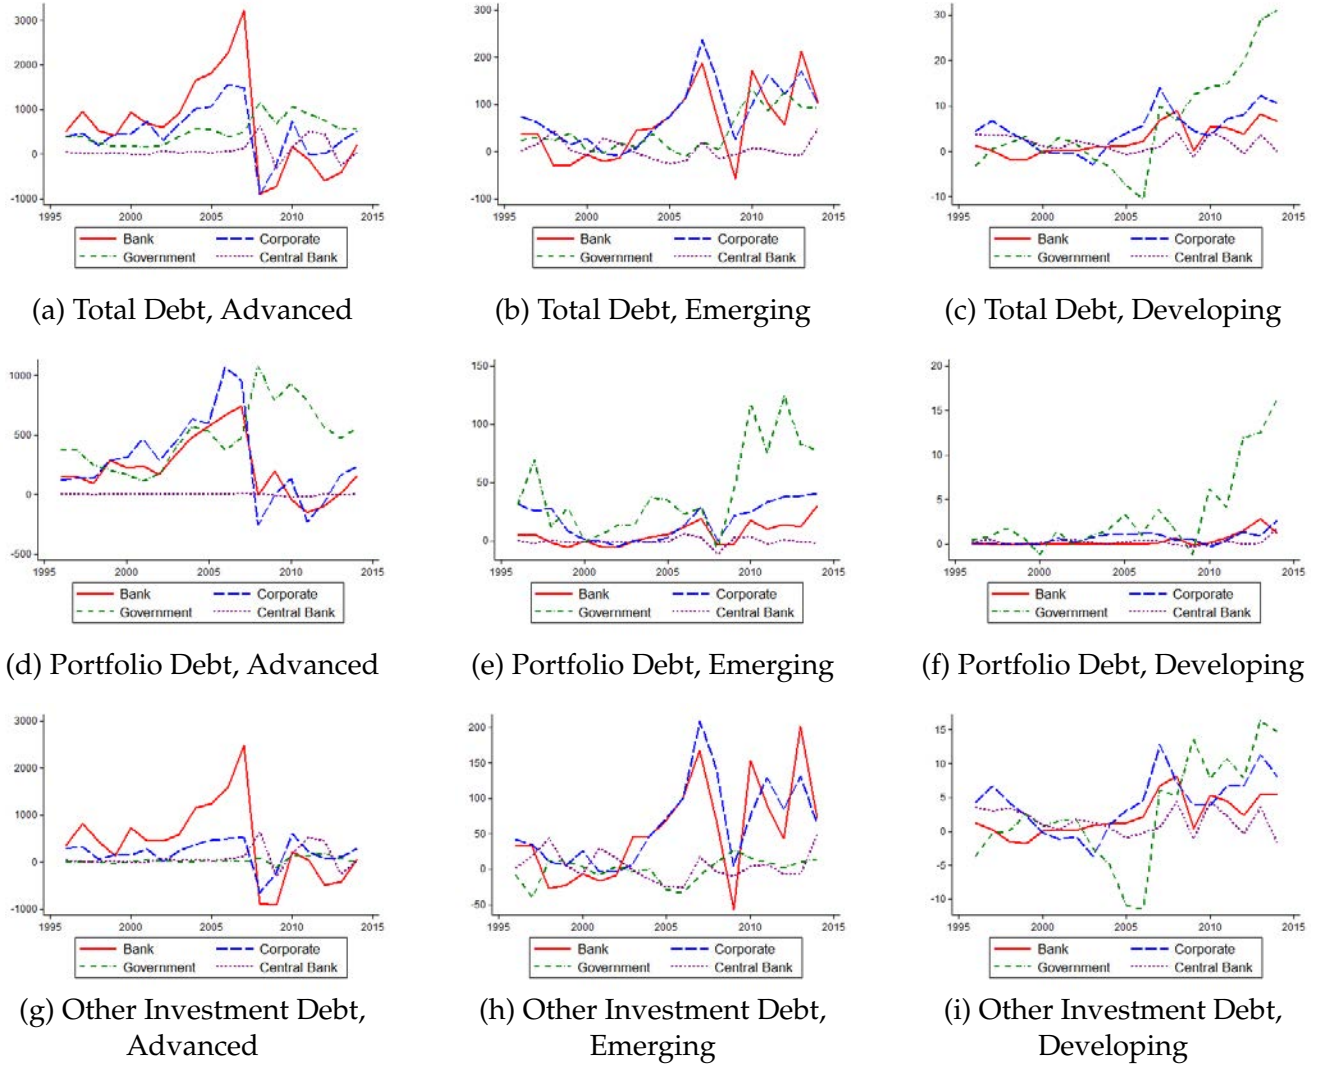 3000
2000
1000
0
-1000
1995 2000 2005 2010 2015
Bank Corporate
Government Central Bank
(a) Total Debt, Advanced
300
200
100
0
-100
1995 2000 2005 2010 2015
Bank Corporate
Government Central Bank
(b) Total Debt, Emerging
30
20
10
0
-10
1995 2000 2005 2010 2015
Bank Corporate
Government Central Bank
(c) Total Debt, Developing
1000
500
0
-500
1995 2000 2005 2010 2015
Bank Corporate
Government Central Bank
(d) Portfolio Debt, Advanced
150
100
50
0
1995 2000 2005 2010 2015
Bank Corporate
Government Central Bank
(e) Portfolio Debt, Emerging
20
15
10
5
0
1995 2000 2005 2010 2015
Bank Corporate
Government Central Bank
(f) Portfolio Debt, Developing
3000
2000
1000
0
-1000
1995 2000 2005 2010 2015
Bank Corporate
Government Central Bank
(g) Other Investment Debt,
Advanced
200
150
100
50
0
-50
1995 2000 2005 2010 2015
Bank Corporate
Government Central Bank
(h) Other Investment Debt,
Emerging
15
10
5
0
-5
-10
1995 2000 2005 2010 2015
Bank Corporate
Government Central Bank
(i) Other Investment Debt,
Developing